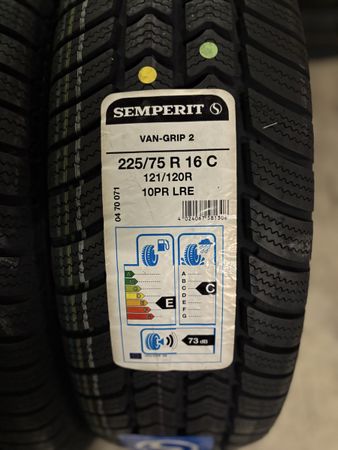 SEMPERIT S
VAN-GRIP 2
225/75 R 16 C
121/120R
10PR LRE
04 70 071
A
B
C
D
E
F
G
E
A
B
C
D
E
F
G
C
73 dB